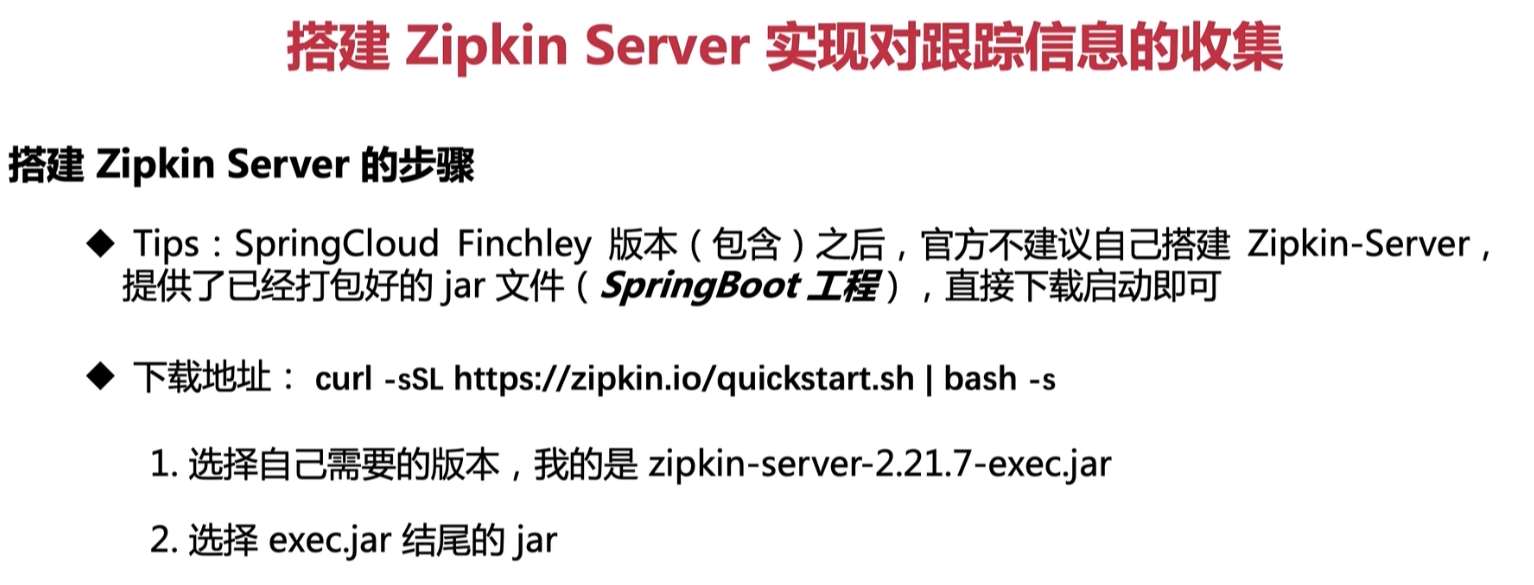 搭建 Zipkin Server 实现对跟踪信息的收集
搭建 Zipkin Server 的步骤
◆ Tips：SpringCloud Finchley 版本（包含）之后，官方不建议自己搭建 Zipkin-Server，
提供了已经打包好的 jar 文件（SpringBoot 工程），直接下载启动即可
◆ 下载地址： curl -sSL https://zipkin.io/quickstart.sh | bash -s
1. 选择自己需要的版本，我的是 zipkin-server-2.21.7-exec.jar
2. 选择 exec.jar 结尾的 jar